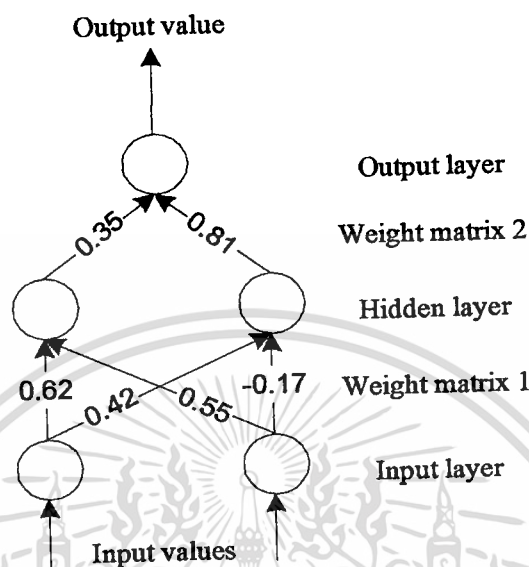 Output value
Output layer
0.35
0.81
Weight matrix 2
Hidden layer
0.62
0.42
0.55
-0.17
Weight matrix 1
Input layer
Input values